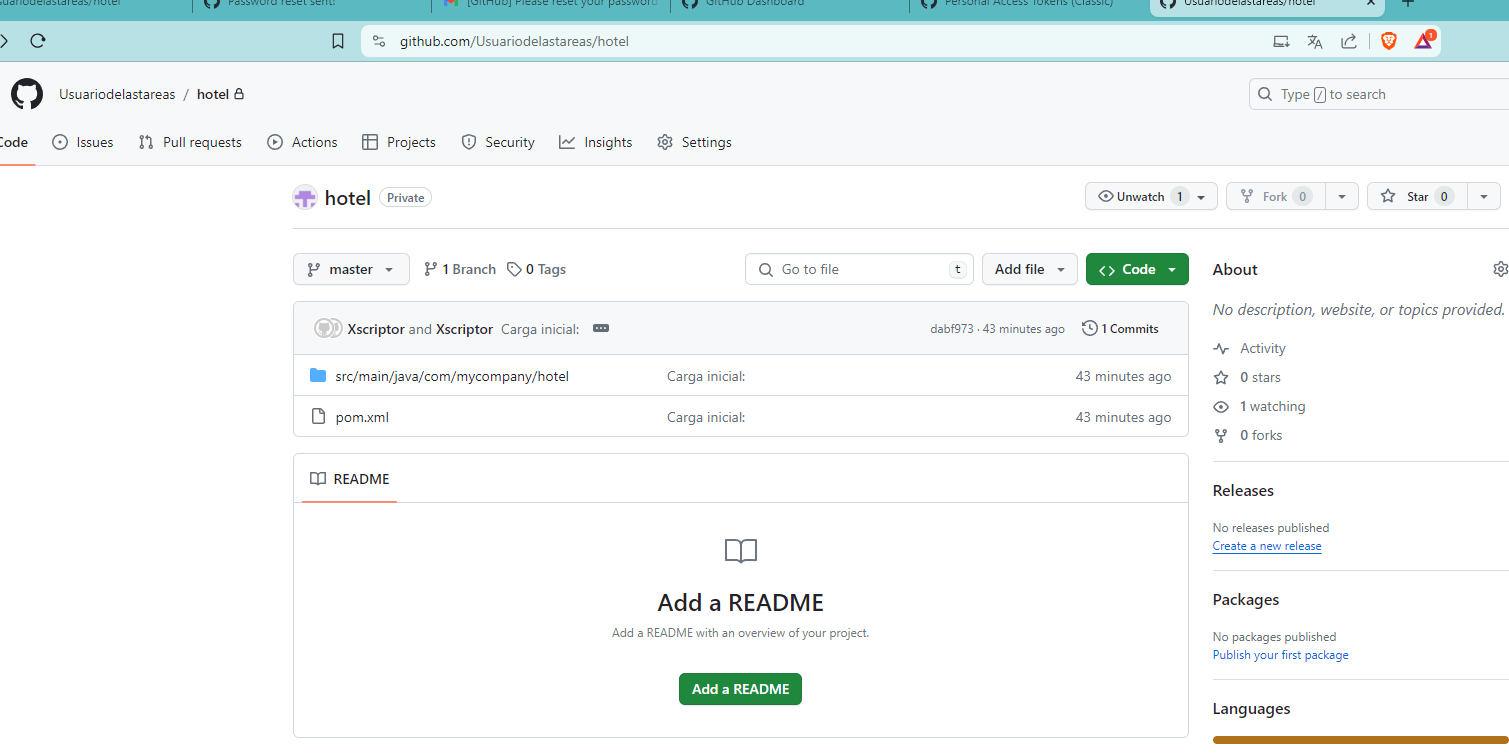 uariodelastareas/hotel
Password reset sent!
[GitHub] Please reset your password
GitHub Dashboard
Personal Access Tokens (Classic)
Usuariodelastareas/hotel
github.com/Usuariodelastareas/hotel
1
Usuariodelastareas / hotel
Type / to search
Code
Issues
Pull requests
Actions
Projects
Security
Insights
Settings
hotel Private
Unwatch 1
Fork 0
Star 0
master
1 Branch
0 Tags
Go to file t
Add file
Code
Xscriptor and Xscriptor Carga inicial:
dabf973 · 43 minutes ago
1 Commits
src/main/java/com/mycompany/hotel Carga inicial: 43 minutes ago
pom.xml Carga inicial: 43 minutes ago
README
Add a README
Add a README with an overview of your project.
Add a README
About
No description, website, or topics provided.
Activity
0 stars
1 watching
0 forks
Releases
No releases published
Create a new release
Packages
No packages published
Publish your first package
Languages